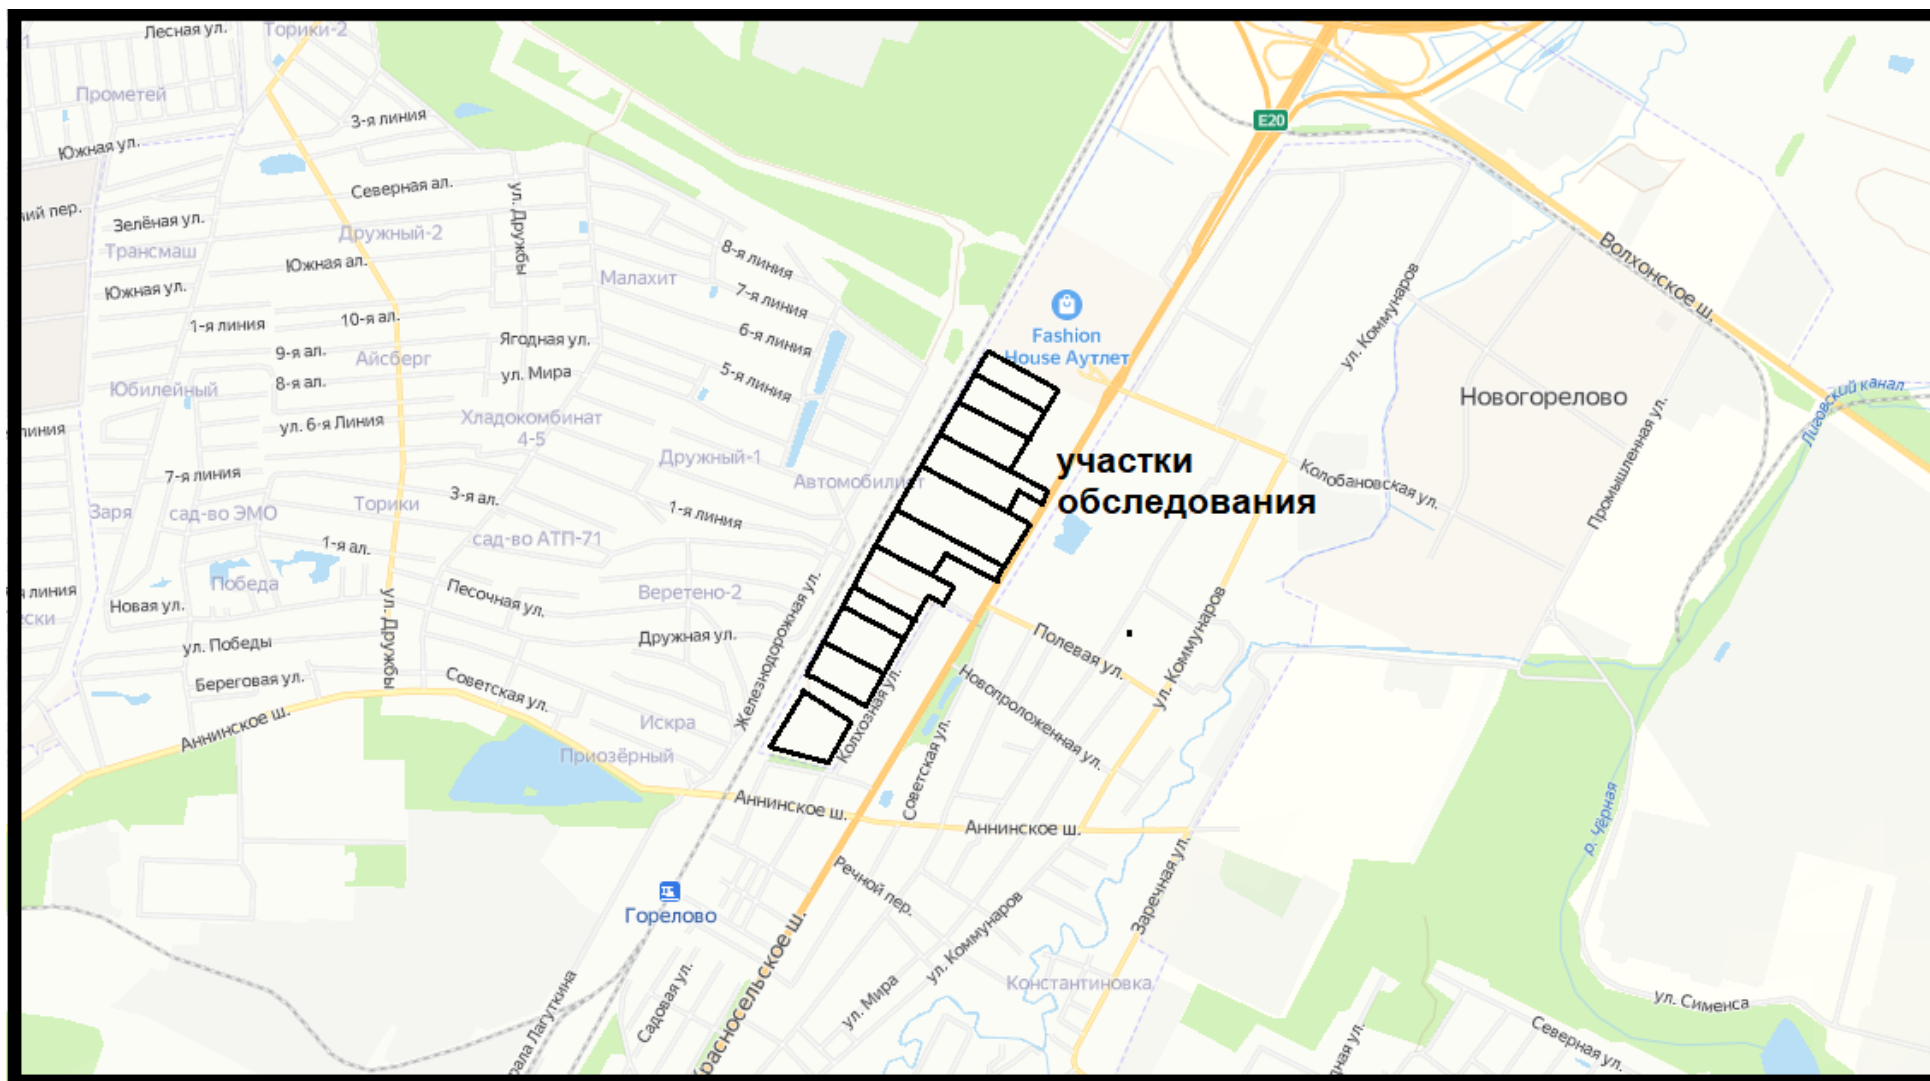 Лесная ул.
Торики-2
Прометей
3-я линия
E20
Южная ул.
Северная ал.
ул. Дружбы
Зелёная ул.
Дружный-2
Трансмаш
8-я линия
Волхонское ш.
Южная ал.
Малахит
ул. Коммунаров
Южная ул.
7-я линия
1-я линия
10-я ал.
Fashion
House Аутлет
6-я линия
Ягодная ул.
9-я ал.
Айсберг
ул. Мира
5-я линия
8-я ал.
Юбилейный
Новогорелово
Лиговский канал
ул. 6-я Линия
Хладокомбинат
4-5
линия
Дружный-1
участки
обследования
Колобановская ул.
Промышленная ул.
7-я линия
Автомобилист
3-я ал.
Торики
Заря
сад-во ЭМО
1-я линия
сад-во АТП-71
1-я ал.
Победа
Песочная ул.
Веретено-2
Железнодорожная ул.
я линия
Новая ул.
ул. Дружбы
ул. Коммунаров
ул. Победы
Дружная ул.
Полевая ул.
Береговая ул.
Советская ул.
Новопроложенная ул.
Колхозная ул.
Искра
Аннинское ш.
Приозёрный
Советская ул.
Аннинское ш.
Аннинское ш.
р. Чёрная
Речной пер.
Заречная ул.
Горелово
ул. Коммунаров
Красносельское ш.
Садовая ул.
ул. Мира
Константиновка
ул. Сименса
Северная ул.